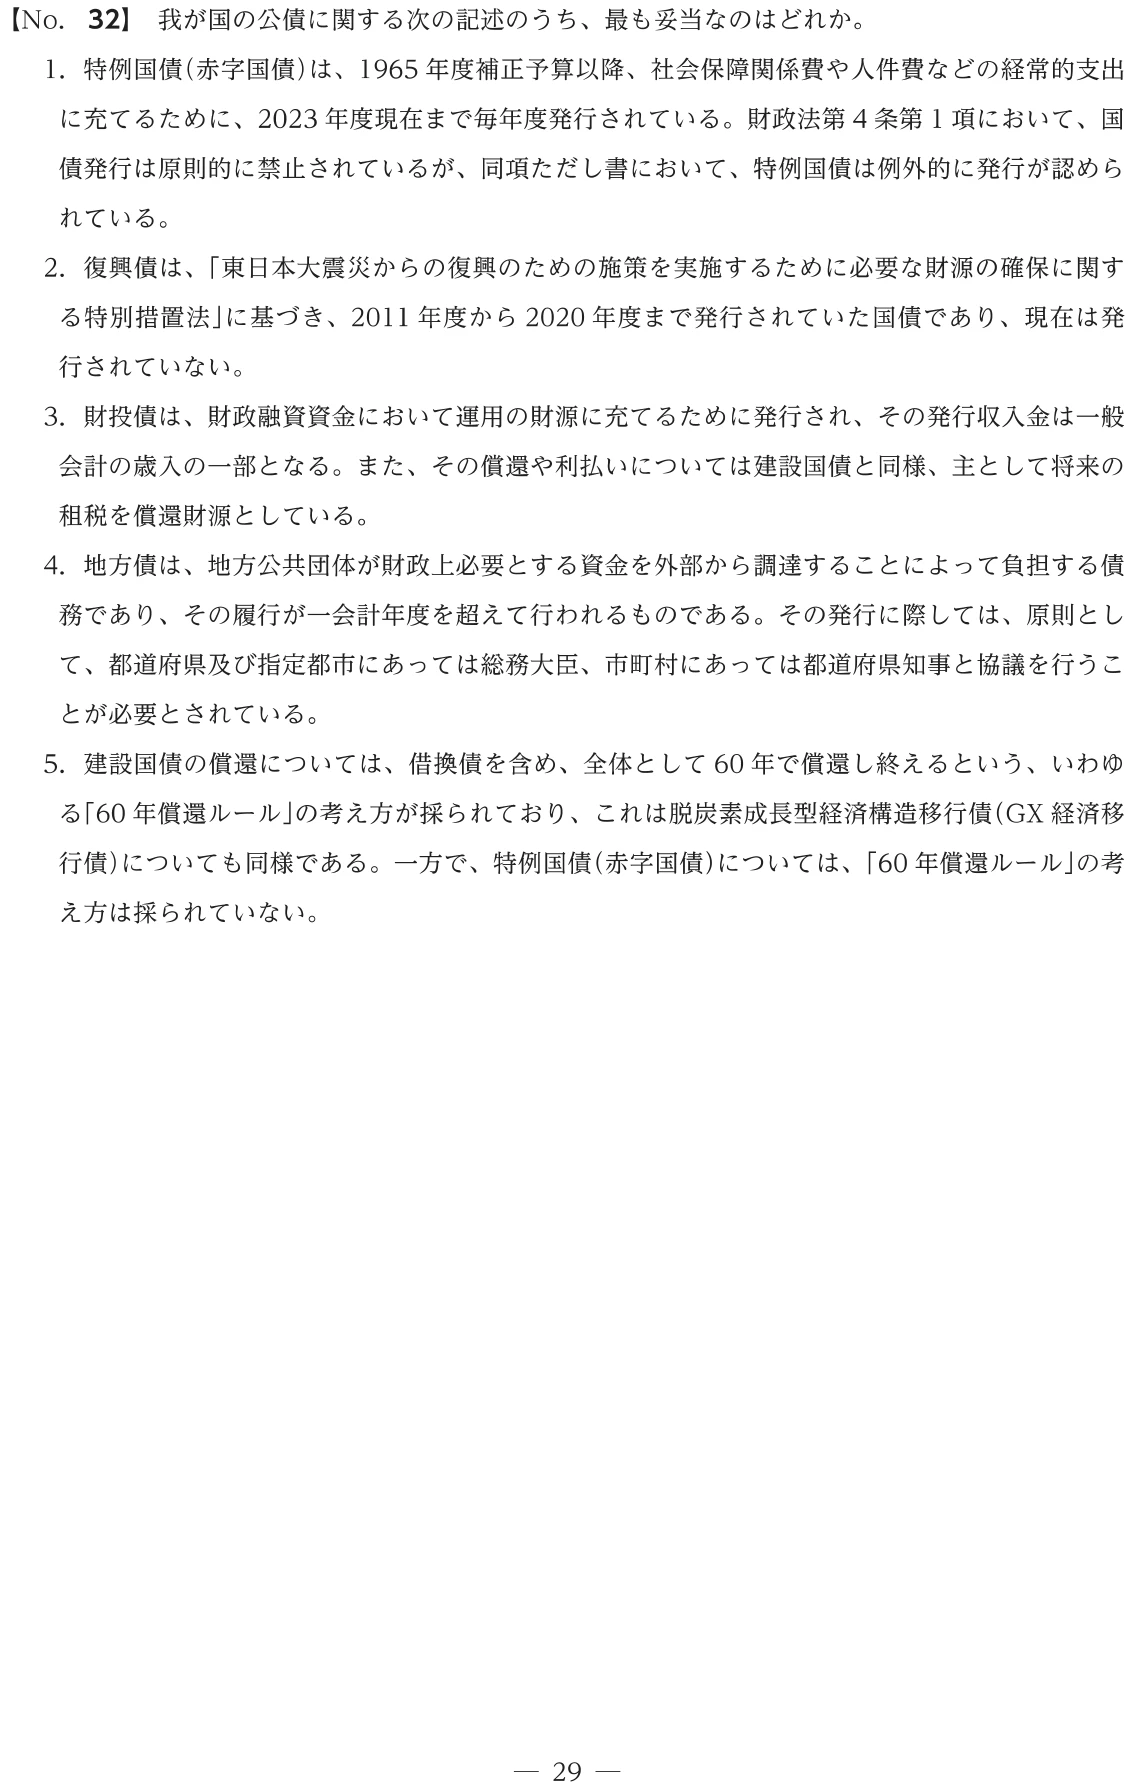 【No. 32】 我が国の公債に関する次の記述のうち、最も妥当なのはどれか。
1. 特例国債(赤字国債)は、1965 年度補正予算以降、社会保障関係費や人件費などの経常的支出
に充てるために、2023 年度現在まで毎年度発行されている。財政法第 4 条第 1 項において、国
債発行は原則的に禁止されているが、同項ただし書において、特例国債は例外的に発行が認めら
れている。
2. 復興債は、「東日本大震災からの復興のための施策を実施するために必要な財源の確保に関す
る特別措置法」に基づき、2011 年度から 2020 年度まで発行されていた国債であり、現在は発
行されていない。
3. 財投債は、財政融資資金において運用の財源に充てるために発行され、その発行収入金は一般
会計の歳入の一部となる。また、その償還や利払いについては建設国債と同様、主として将来の
租税を償還財源としている。
4. 地方債は、地方公共団体が財政上必要とする資金を外部から調達することによって負担する債
務であり、その履行が一会計年度を超えて行われるものである。その発行に際しては、原則とし
て、都道府県及び指定都市にあっては総務大臣、市町村にあっては都道府県知事と協議を行うこ
とが必要とされている。
5. 建設国債の償還については、借換債を含め、全体として 60 年で償還し終えるという、いわゆ
る「60 年償還ルール」の考え方が採られており、これは脱炭素成長型経済構造移行債(GX 経済移
行債)についても同様である。一方で、特例国債(赤字国債)については、「60 年償還ルール」の考
え方は採られていない。
— 29 —